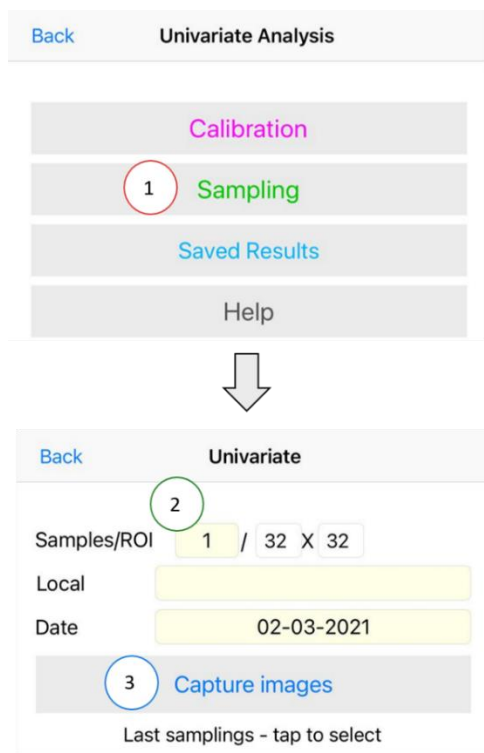 Back Univariate Analysis
Calibration
1 Sampling
Saved Results
Help
Back Univariate
2
Samples/ROI 1 / 32 X 32
Local
Date 02-03-2021
3 Capture images
Last samplings - tap to select